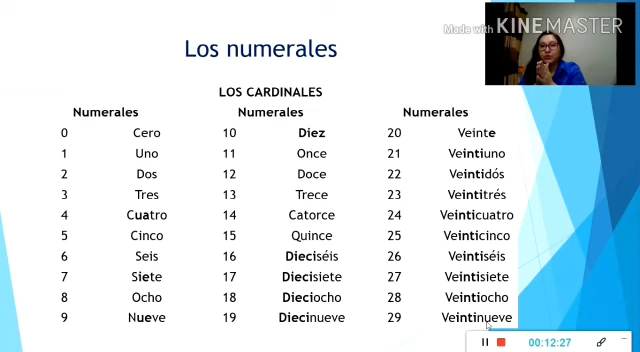 Made with KINEMASTER
Los numerales
LOS CARDINALES
Numerales Numerales Numerales
0 Cero 10 Diez 20 Veinte
1 Uno 11 Once 21 Veintiuno
2 Dos 12 Doce 22 Veintidós
3 Tres 13 Trece 23 Veintitrés
4 Cuatro 14 Catorce 24 Veinticuatro
5 Cinco 15 Quince 25 Veinticinco
6 Seis 16 Dieciséis 26 Veintiséis
7 Siete 17 Diecisiete 27 Veintisiete
8 Ocho 18 Dieciocho 28 Veintiocho
9 Nueve 19 Diecinueve 29 Veintinueve
00:12:27